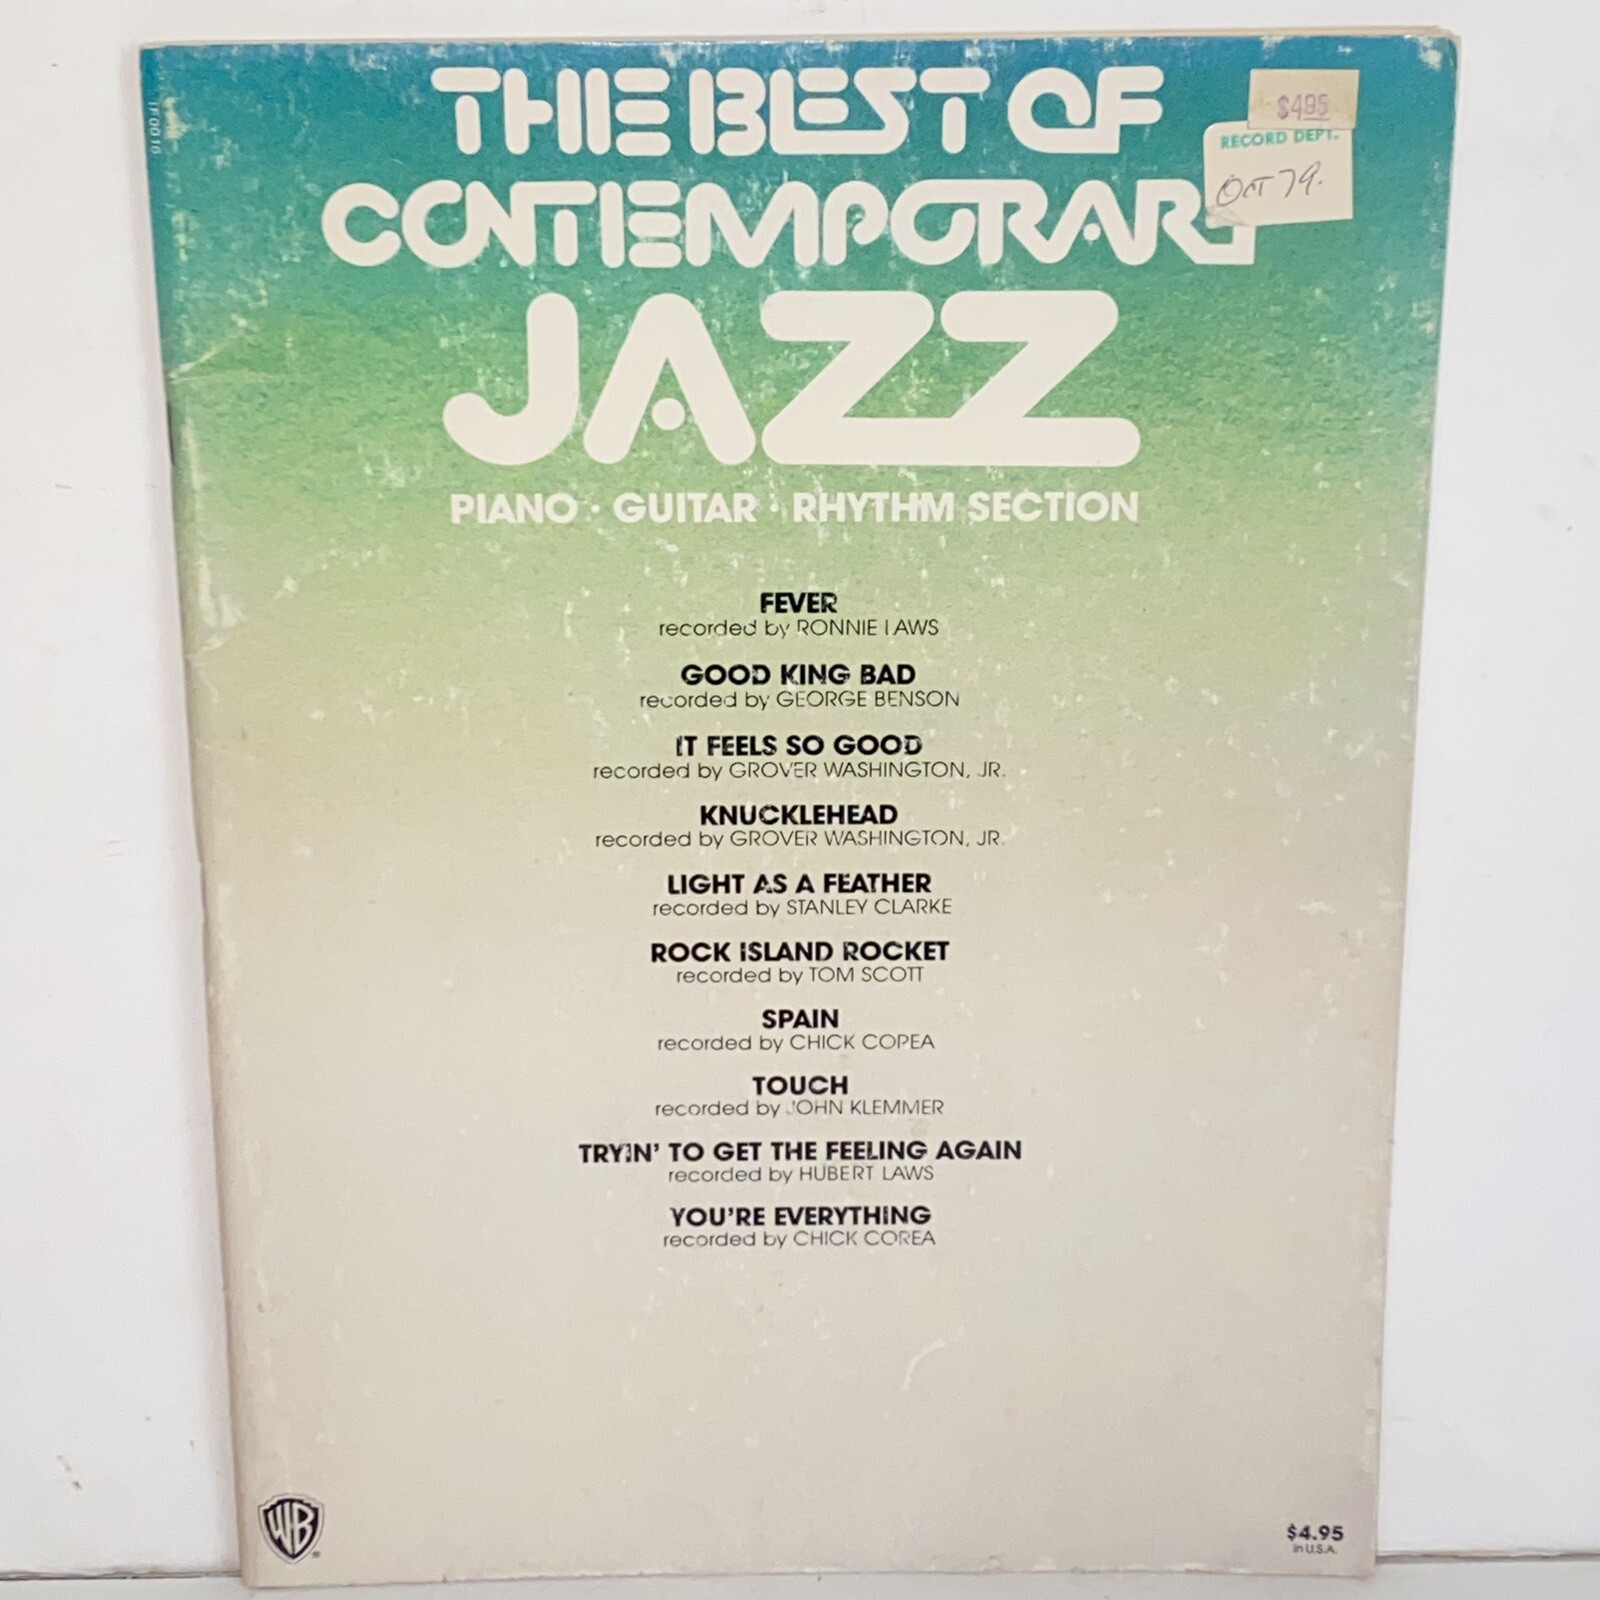 TF0016
THE BEST OF
$4.95
RECORD DEPT.
OCT 79.
CONTEMPORARY
JAZZ
PIANO · GUITAR · RHYTHM SECTION
FEVER
recorded by RONNIE LAWS
GOOD KING BAD
recorded by GEORGE BENSON
IT FEELS SO GOOD
recorded by GROVER WASHINGTON, JR.
KNUCKLEHEAD
recorded by GROVER WASHINGTON, JR.
LIGHT AS A FEATHER
recorded by STANLEY CLARKE
ROCK ISLAND ROCKET
recorded by TOM SCOTT
SPAIN
recorded by CHICK COREA
TOUCH
recorded by JOHN KLEMMER
TRYIN' TO GET THE FEELING AGAIN
recorded by HUBERT LAWS
YOU'RE EVERYTHING
recorded by CHICK COREA
WB
®
$4.95
in U.S.A.